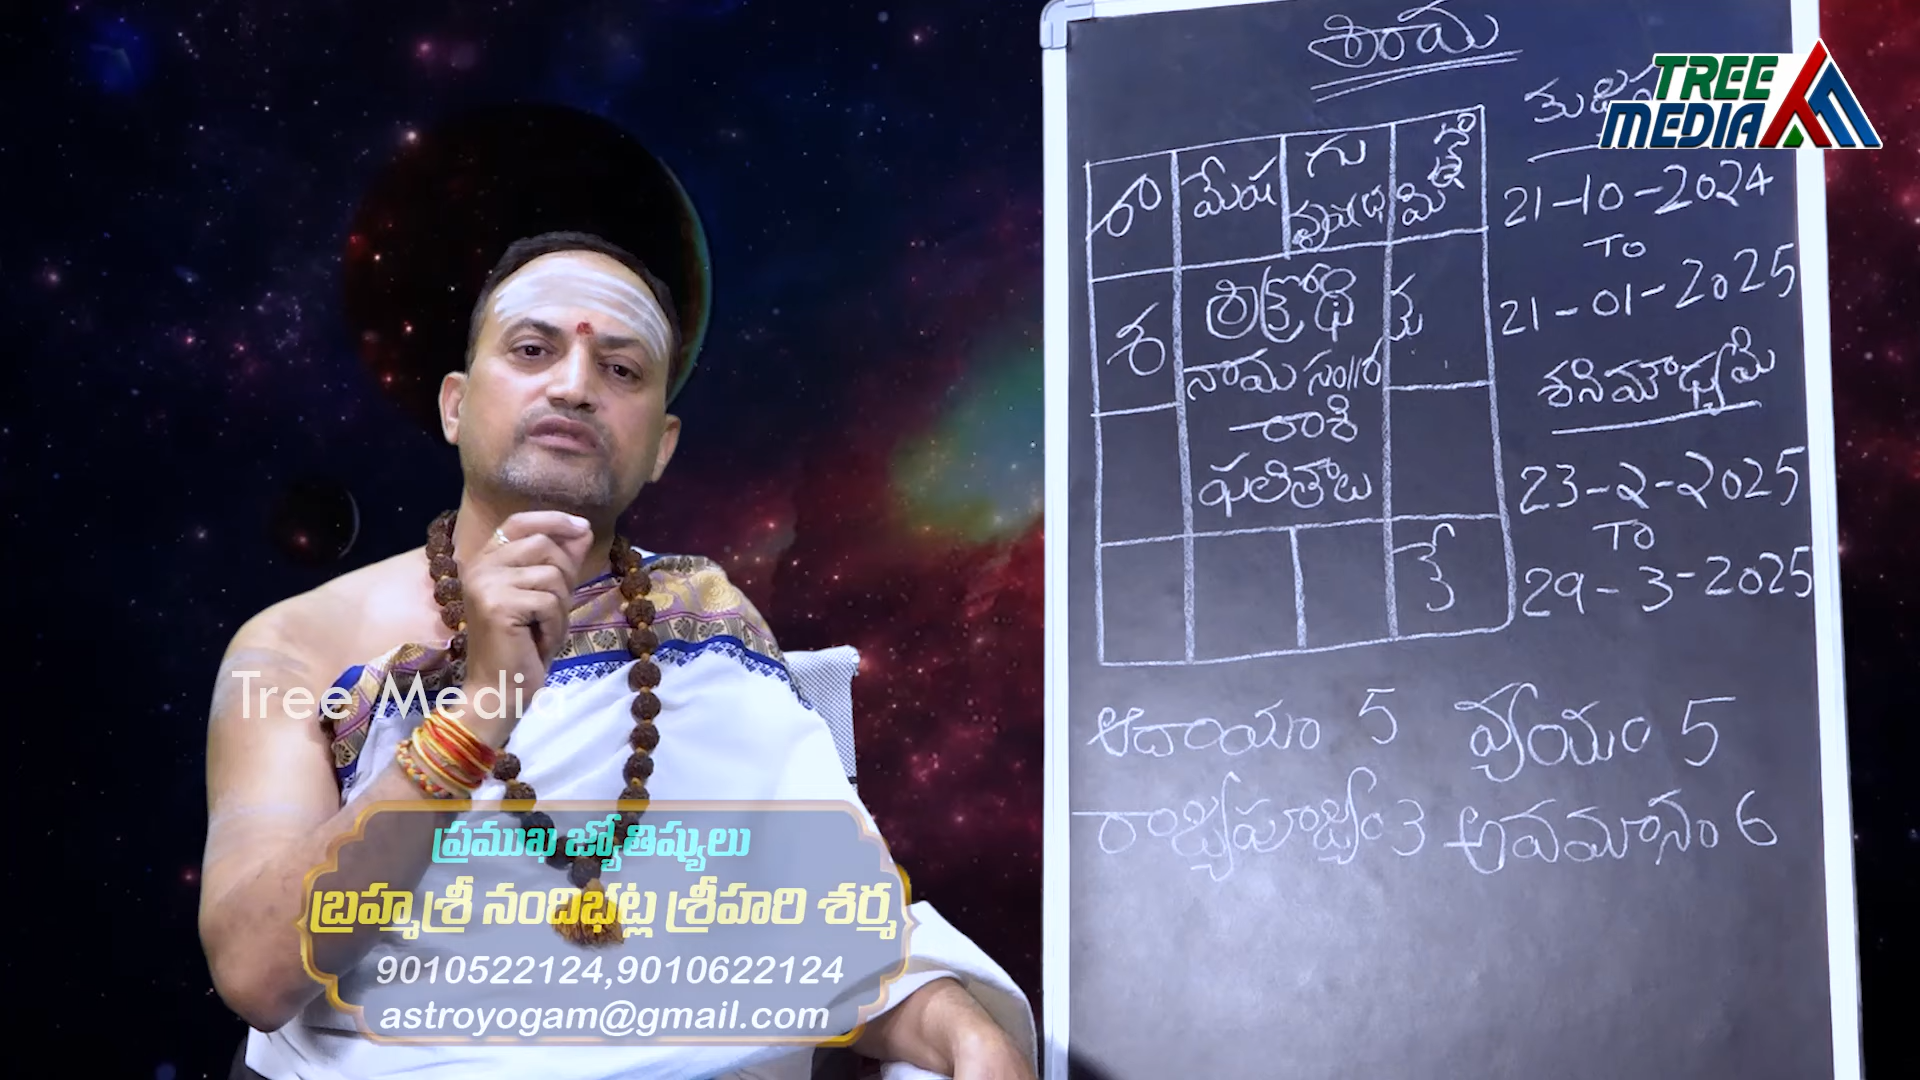 TREE
MEDIA
21-10-2024
TO
21-01-2025
23-2-2025
TO
29-3-2025
రా
మేష
గు
వృషభ
మి
శ
శ్రీ క్రోధి
నామ సం||ర
రాశి
ఫలితాలు
కు
కే
ఆదాయం 5 వ్యయం 5
రాజ్యపూజ్యం 3 అవమానం 6
Tree Media
ప్రముఖ జ్యోతిష్యులు
బ్రహ్మశ్రీ నందిభట్ల శ్రీహరి శర్మ
9010522124,9010622124
astroyogam@gmail.com